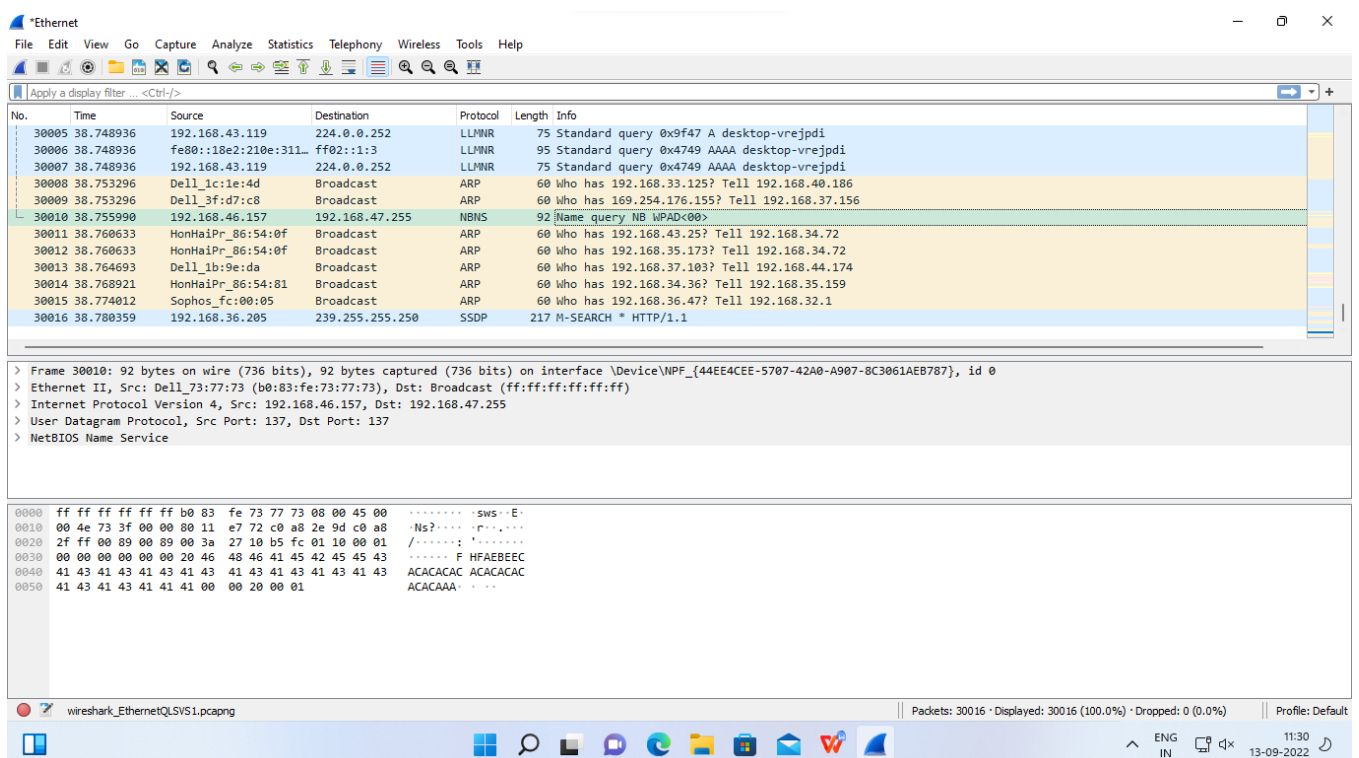 *Ethernet
File Edit View Go Capture Analyze Statistics Telephony Wireless Tools Help
Apply a display filter ... <Ctrl-/>
No. Time Source Destination Protocol Length Info
30005 38.748936 192.168.43.119 224.0.0.252 LLMNR 75 Standard query 0x9f47 A desktop-vrejpdi
30006 38.748936 fe80::18e2:210e:311… ff02::1:3 LLMNR 95 Standard query 0x4749 AAAA desktop-vrejpdi
30007 38.748936 192.168.43.119 224.0.0.252 LLMNR 75 Standard query 0x4749 AAAA desktop-vrejpdi
30008 38.753296 Dell_1c:1e:4d Broadcast ARP 60 Who has 192.168.33.125? Tell 192.168.40.186
30009 38.753296 Dell_3f:d7:c8 Broadcast ARP 60 Who has 169.254.176.155? Tell 192.168.37.156
30010 38.755990 192.168.46.157 192.168.47.255 NBNS 92 Name query NB WPAD<00>
30011 38.760633 HonHaiPr_86:54:0f Broadcast ARP 60 Who has 192.168.43.25? Tell 192.168.34.72
30012 38.760633 HonHaiPr_86:54:0f Broadcast ARP 60 Who has 192.168.35.173? Tell 192.168.34.72
30013 38.764693 Dell_1b:9e:da Broadcast ARP 60 Who has 192.168.37.103? Tell 192.168.44.174
30014 38.768921 HonHaiPr_86:54:81 Broadcast ARP 60 Who has 192.168.34.36? Tell 192.168.35.159
30015 38.774012 Sophos_fc:00:05 Broadcast ARP 60 Who has 192.168.36.47? Tell 192.168.32.1
30016 38.780359 192.168.36.205 239.255.255.250 SSDP 217 M-SEARCH * HTTP/1.1
> Frame 30010: 92 bytes on wire (736 bits), 92 bytes captured (736 bits) on interface \Device\NPF_{44EE4CEE-5707-42A0-A907-8C3061AEB787}, id 0
> Ethernet II, Src: Dell_73:77:73 (b0:83:fe:73:77:73), Dst: Broadcast (ff:ff:ff:ff:ff:ff)
> Internet Protocol Version 4, Src: 192.168.46.157, Dst: 192.168.47.255
> User Datagram Protocol, Src Port: 137, Dst Port: 137
> NetBIOS Name Service
0000 ff ff ff ff ff ff b0 83 fe 73 77 73 08 00 45 00 ········ ·sws··E·
0010 00 4e 73 3f 00 00 80 11 e7 72 c0 a8 2e 9d c0 a8 ·Ns?···· ·r··.···
0020 2f ff 00 89 00 89 00 3a 27 10 b5 fc 01 10 00 01 /······: '·······
0030 00 00 00 00 00 00 20 46 48 46 41 45 42 45 45 43 ······ F HFAEBEEC
0040 41 43 41 43 41 43 41 43 41 43 41 43 41 43 41 43 ACACACAC ACACACAC
0050 41 43 41 43 41 41 41 00 00 20 00 01 ACACAAA· · ··
wireshark_EthernetQLSVS1.pcapng Packets: 30016 · Displayed: 30016 (100.0%) · Dropped: 0 (0.0%) Profile: Default
ENG 11:30
IN 13-09-2022